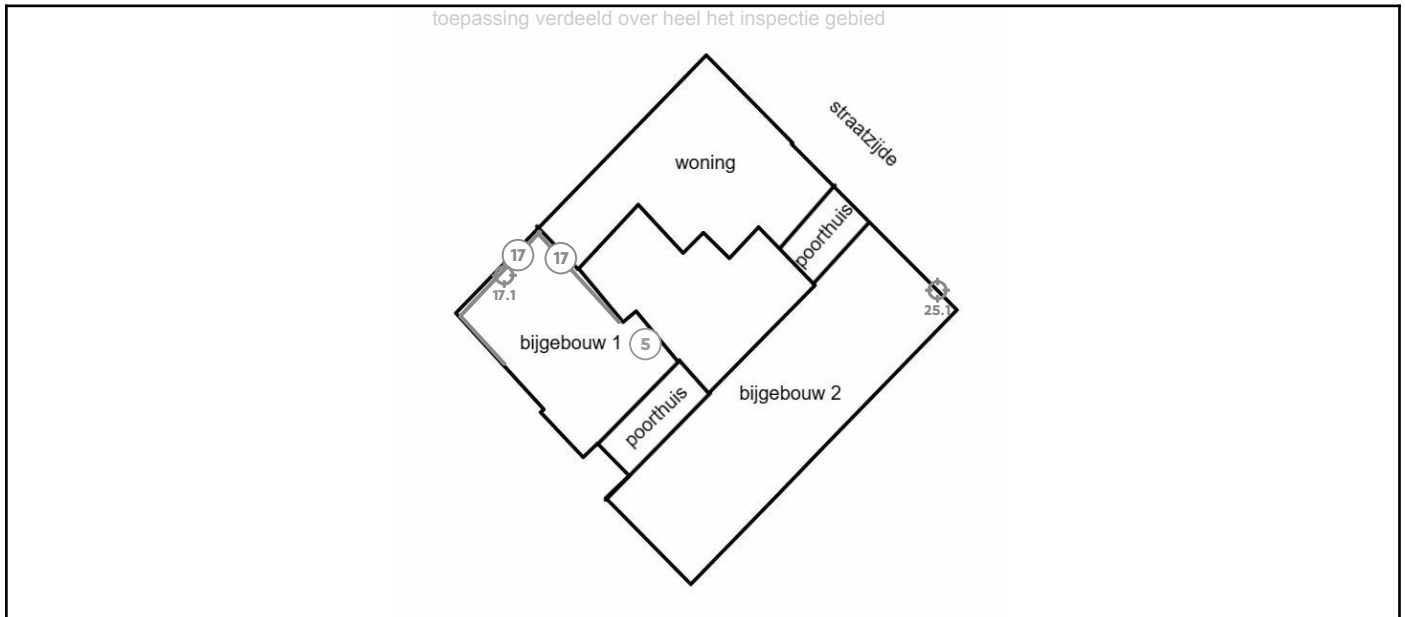 toepassing verdeeld over heel het inspectie gebied
straatzijde
woning
poorthuis
17
17
17.1
25.1
bijgebouw 1
5
bijgebouw 2
poorthuis